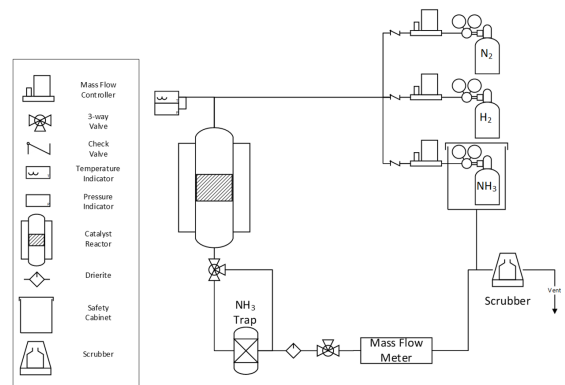 Mass Flow
Controller
3-way
Valve
Check
Valve
Temperature
Indicator
Pressure
Indicator
Catalyst
Reactor
Drierite
Safety
Cabinet
Scrubber
N2
H2
NH3
NH3
Trap
Mass Flow
Meter
Scrubber
Vent